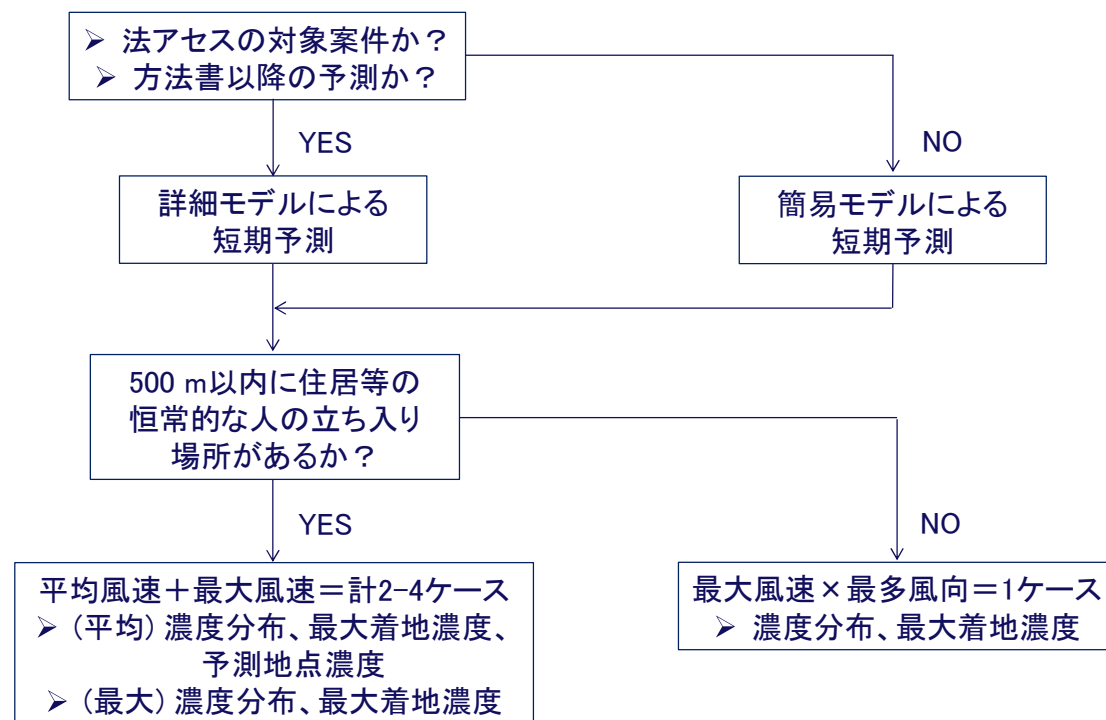 ➢ 法アセスの対象案件か？
➢ 方法書以降の予測か？
YES
NO
詳細モデルによる
短期予測
簡易モデルによる
短期予測
500 m以内に住居等の
恒常的な人の立ち入り
場所があるか？
YES
NO
平均風速＋最大風速＝計2-4ケース
➢ (平均) 濃度分布、最大着地濃度、
予測地点濃度
➢ (最大) 濃度分布、最大着地濃度
最大風速×最多風向＝1ケース
➢ 濃度分布、最大着地濃度